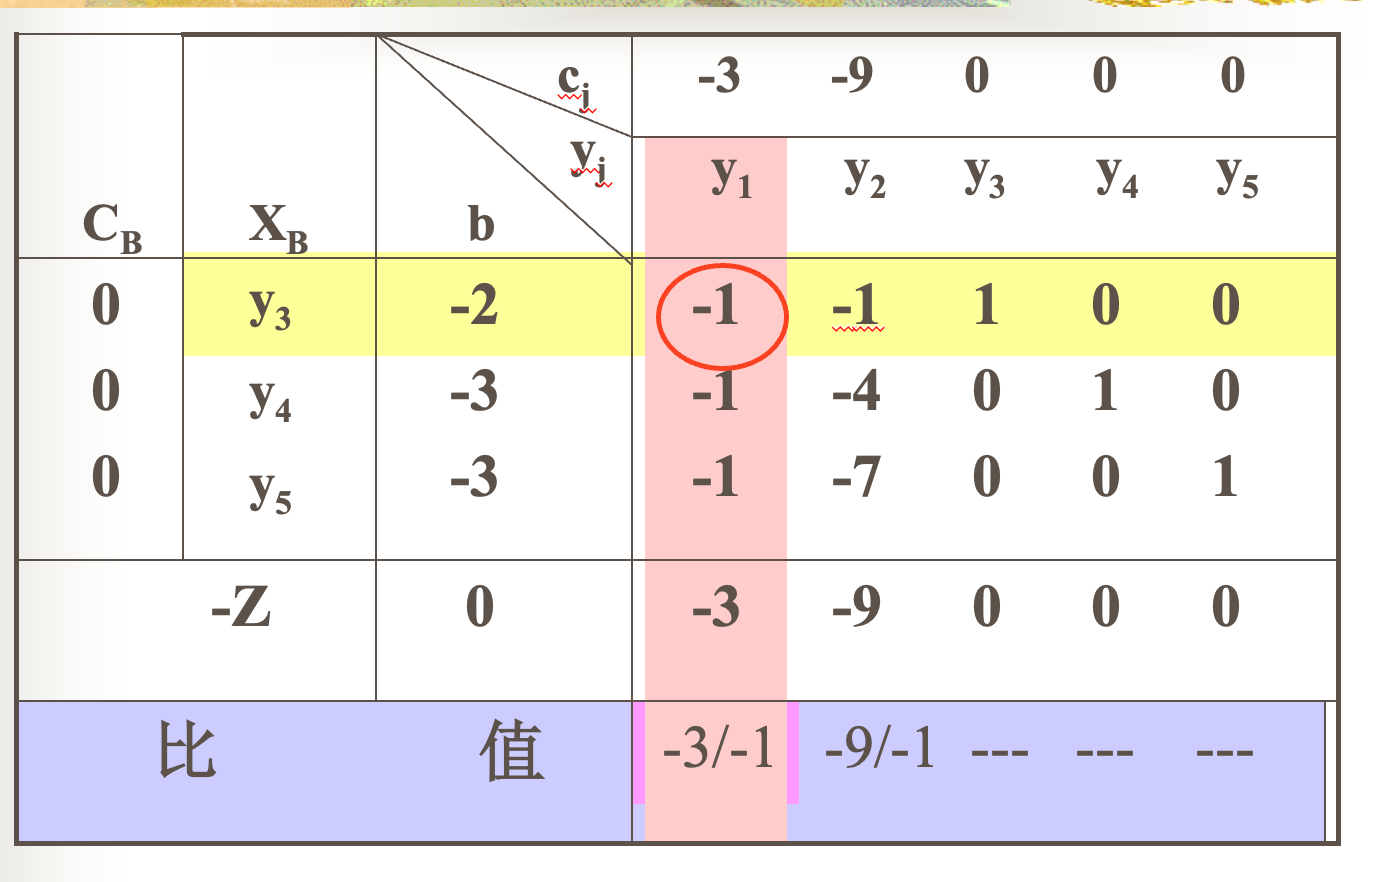 c_j -3 -9 0 0 0
y_j y_1 y_2 y_3 y_4 y_5
C_B X_B b
0 y_3 -2 -1 -1 1 0 0
0 y_4 -3 -1 -4 0 1 0
0 y_5 -3 -1 -7 0 0 1
-Z 0 -3 -9 0 0 0
比 值 -3/-1 -9/-1 --- --- ---